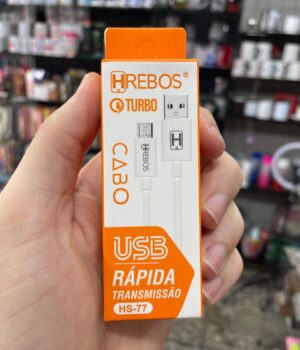 HREBOS®
TURBO
CABO
HREBOS
H
USB
RÁPIDA
TRANSMISSÃO
HS-77